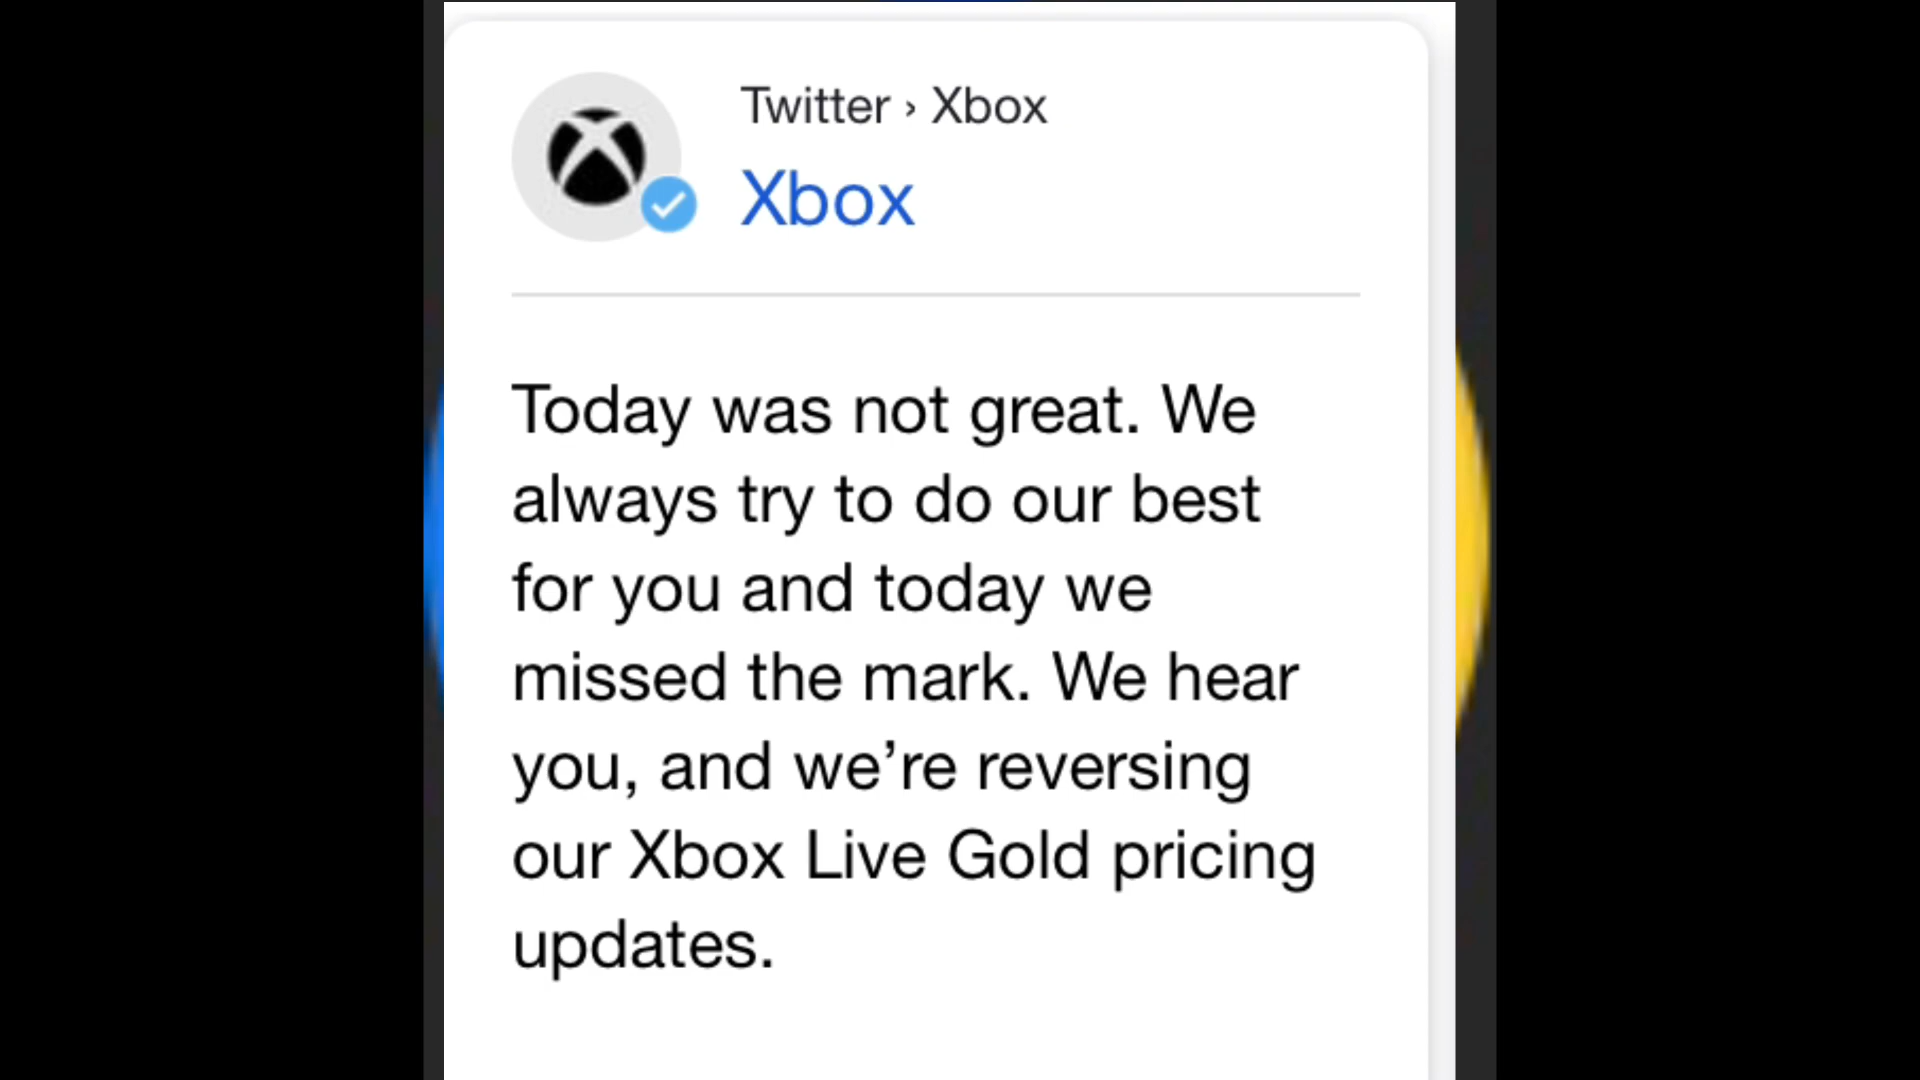 Twitter › Xbox
Xbox
Today was not great. We
always try to do our best
for you and today we
missed the mark. We hear
you, and we’re reversing
our Xbox Live Gold pricing
updates.